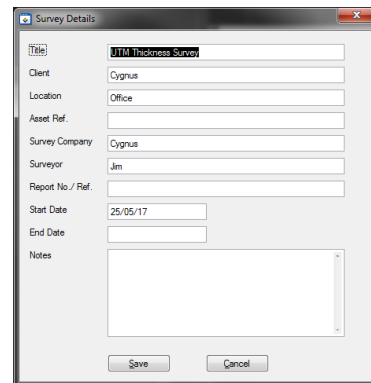 Survey Details
Title UTM Thickness Survey
Client Cygnus
Location Office
Asset Ref.
Survey Company Cygnus
Surveyor Jim
Report No./ Ref.
Start Date 25/05/17
End Date
Notes
Save Cancel